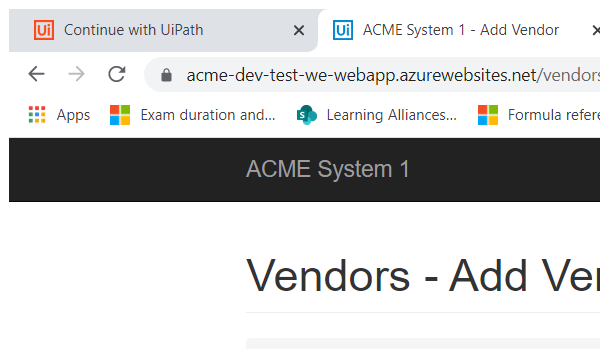 Ui Continue with UiPath Ui ACME System 1 - Add Vendor
acme-dev-test-we-webapp.azurewebsites.net/vendors
Apps Exam duration and... S Learning Alliances... Formula refere
ACME System 1
Vendors - Add Ve